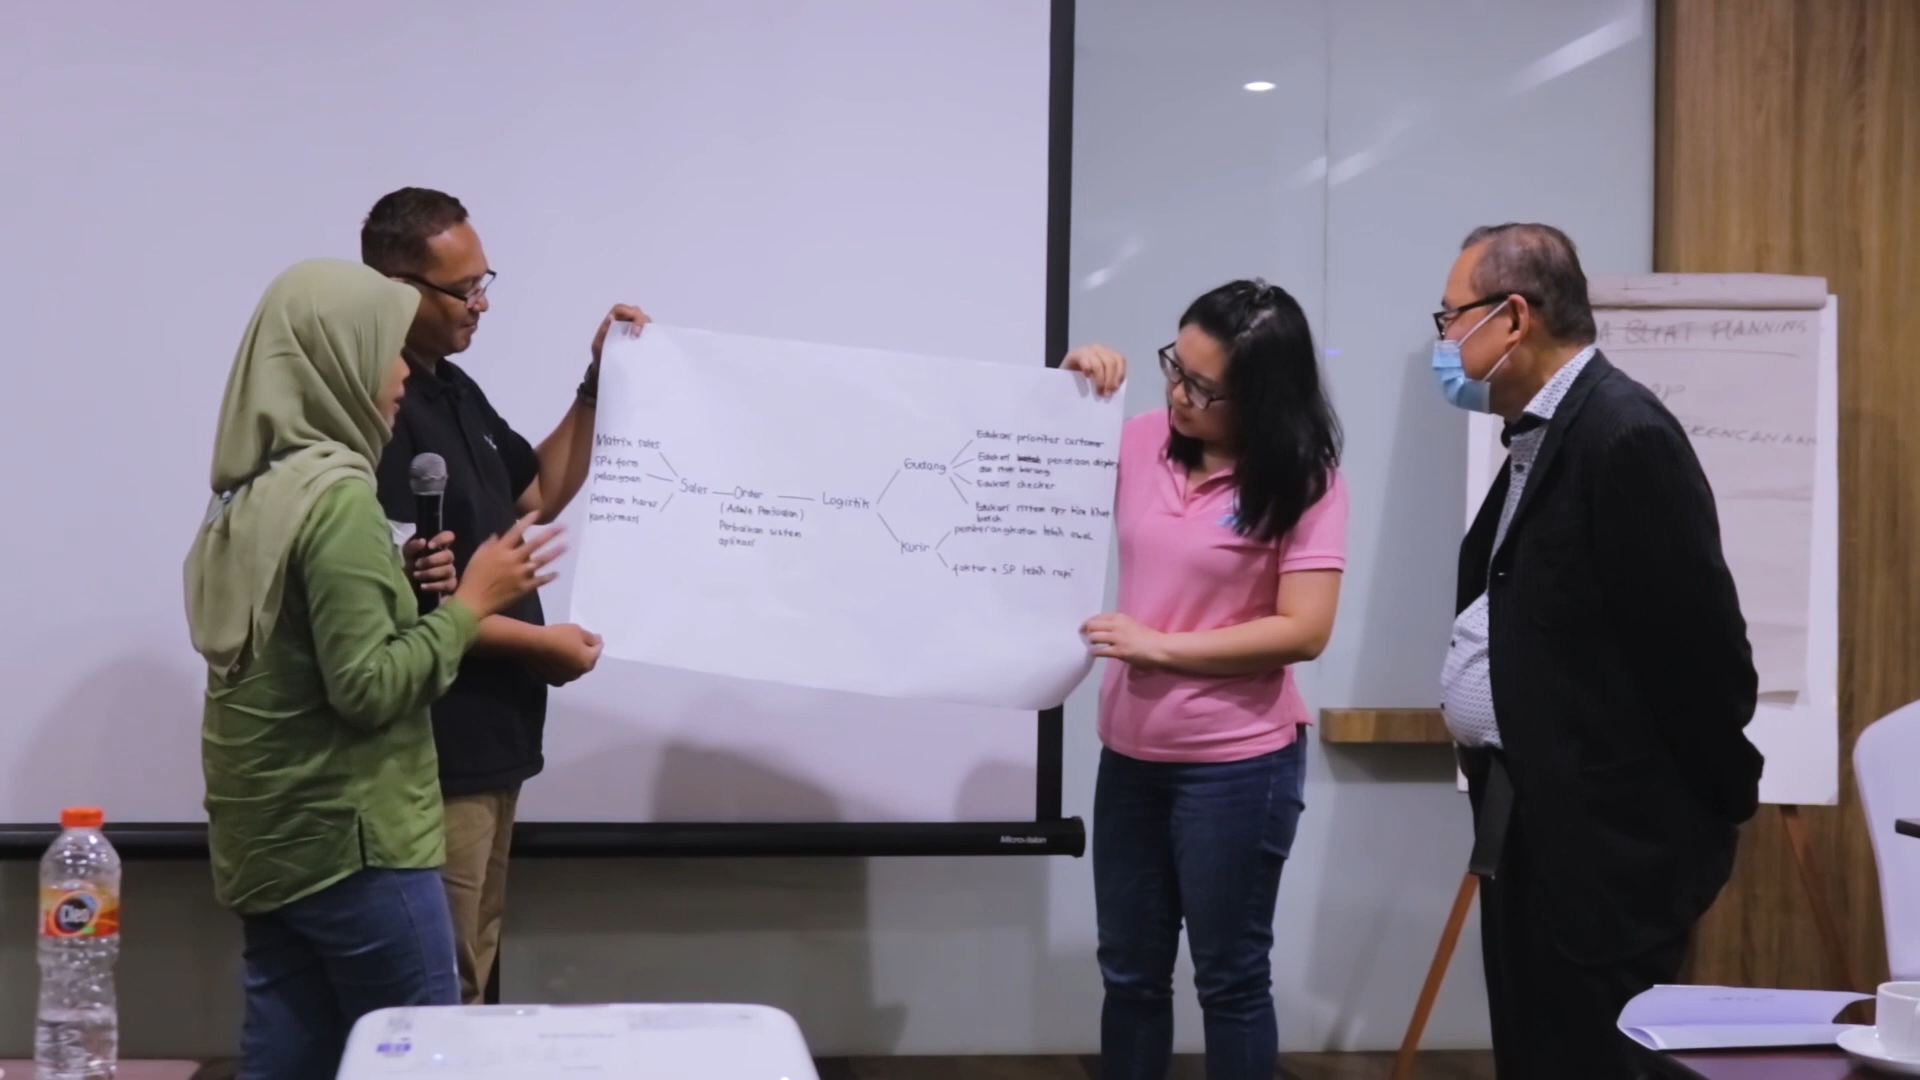 Matrix sales
SP+ form
pelanggan
pesanan harus
konfirmasi
Sales
Order
(Admin Penjualan)
Perbaikan sistem
aplikasi
Logistik
Gudang
Edukasi prioritas customer
Edukasi penataan display
dan barang
Edukasi checker
Edukasi sistem
batch
Kurir
pemberangkatan lebih awal
faktur + SP lebih rapi
A BUAT PLANNING
Microvision
Cleo